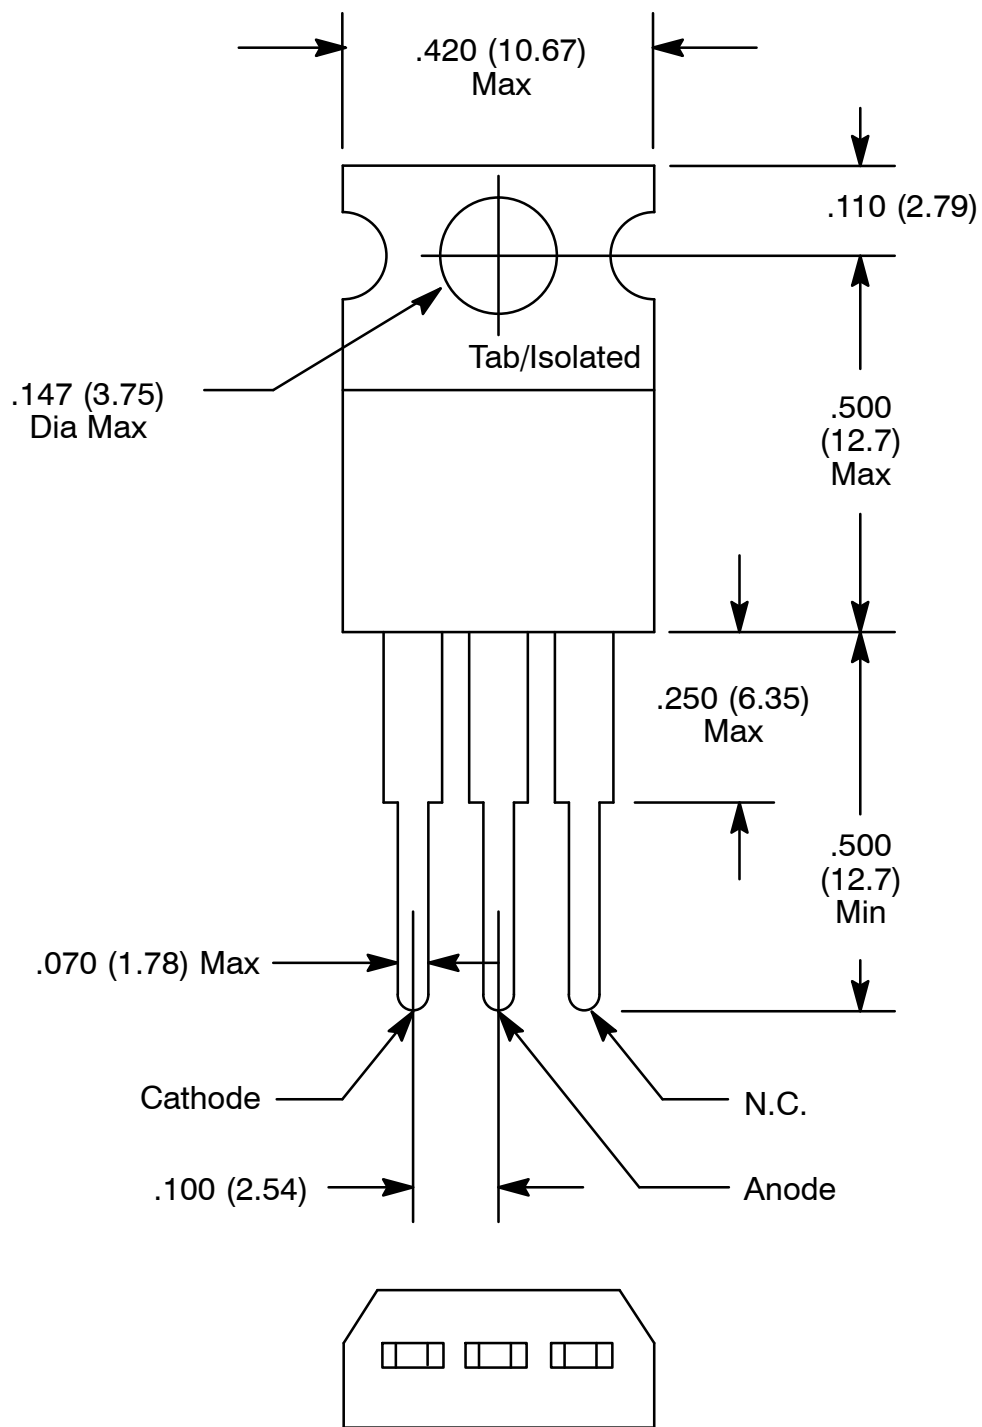 .420 (10.67)
Max
.110 (2.79)
Tab/Isolated
.147 (3.75)
Dia Max
.500
(12.7)
Max
.250 (6.35)
Max
.500
(12.7)
Min
.070 (1.78) Max
Cathode
N.C.
.100 (2.54)
Anode